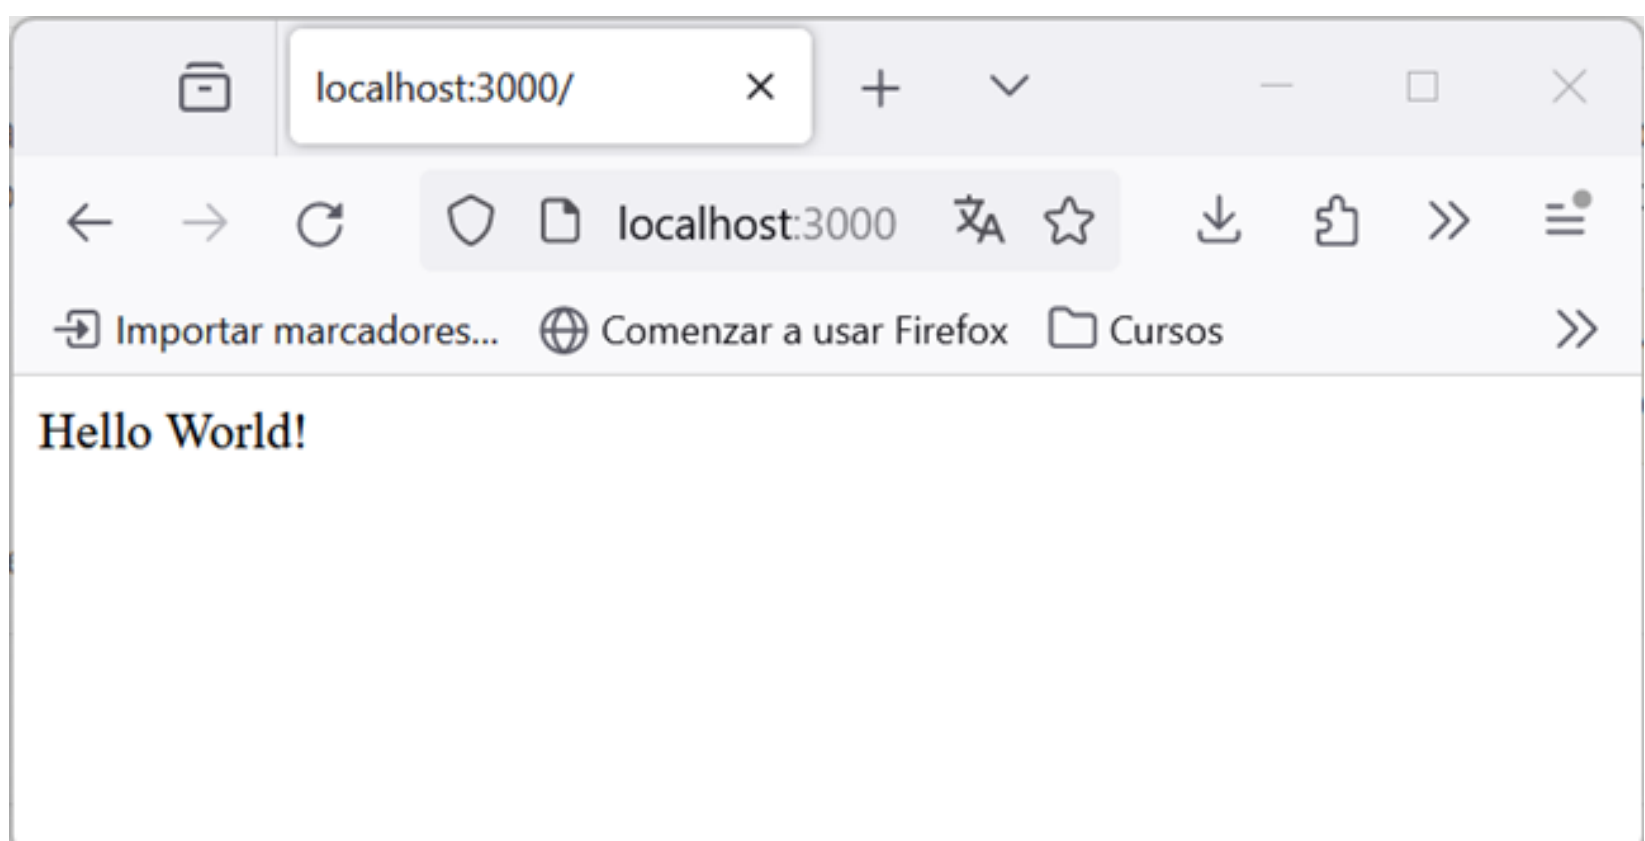 localhost:3000/
localhost:3000
Importar marcadores... Comenzar a usar Firefox Cursos
Hello World!